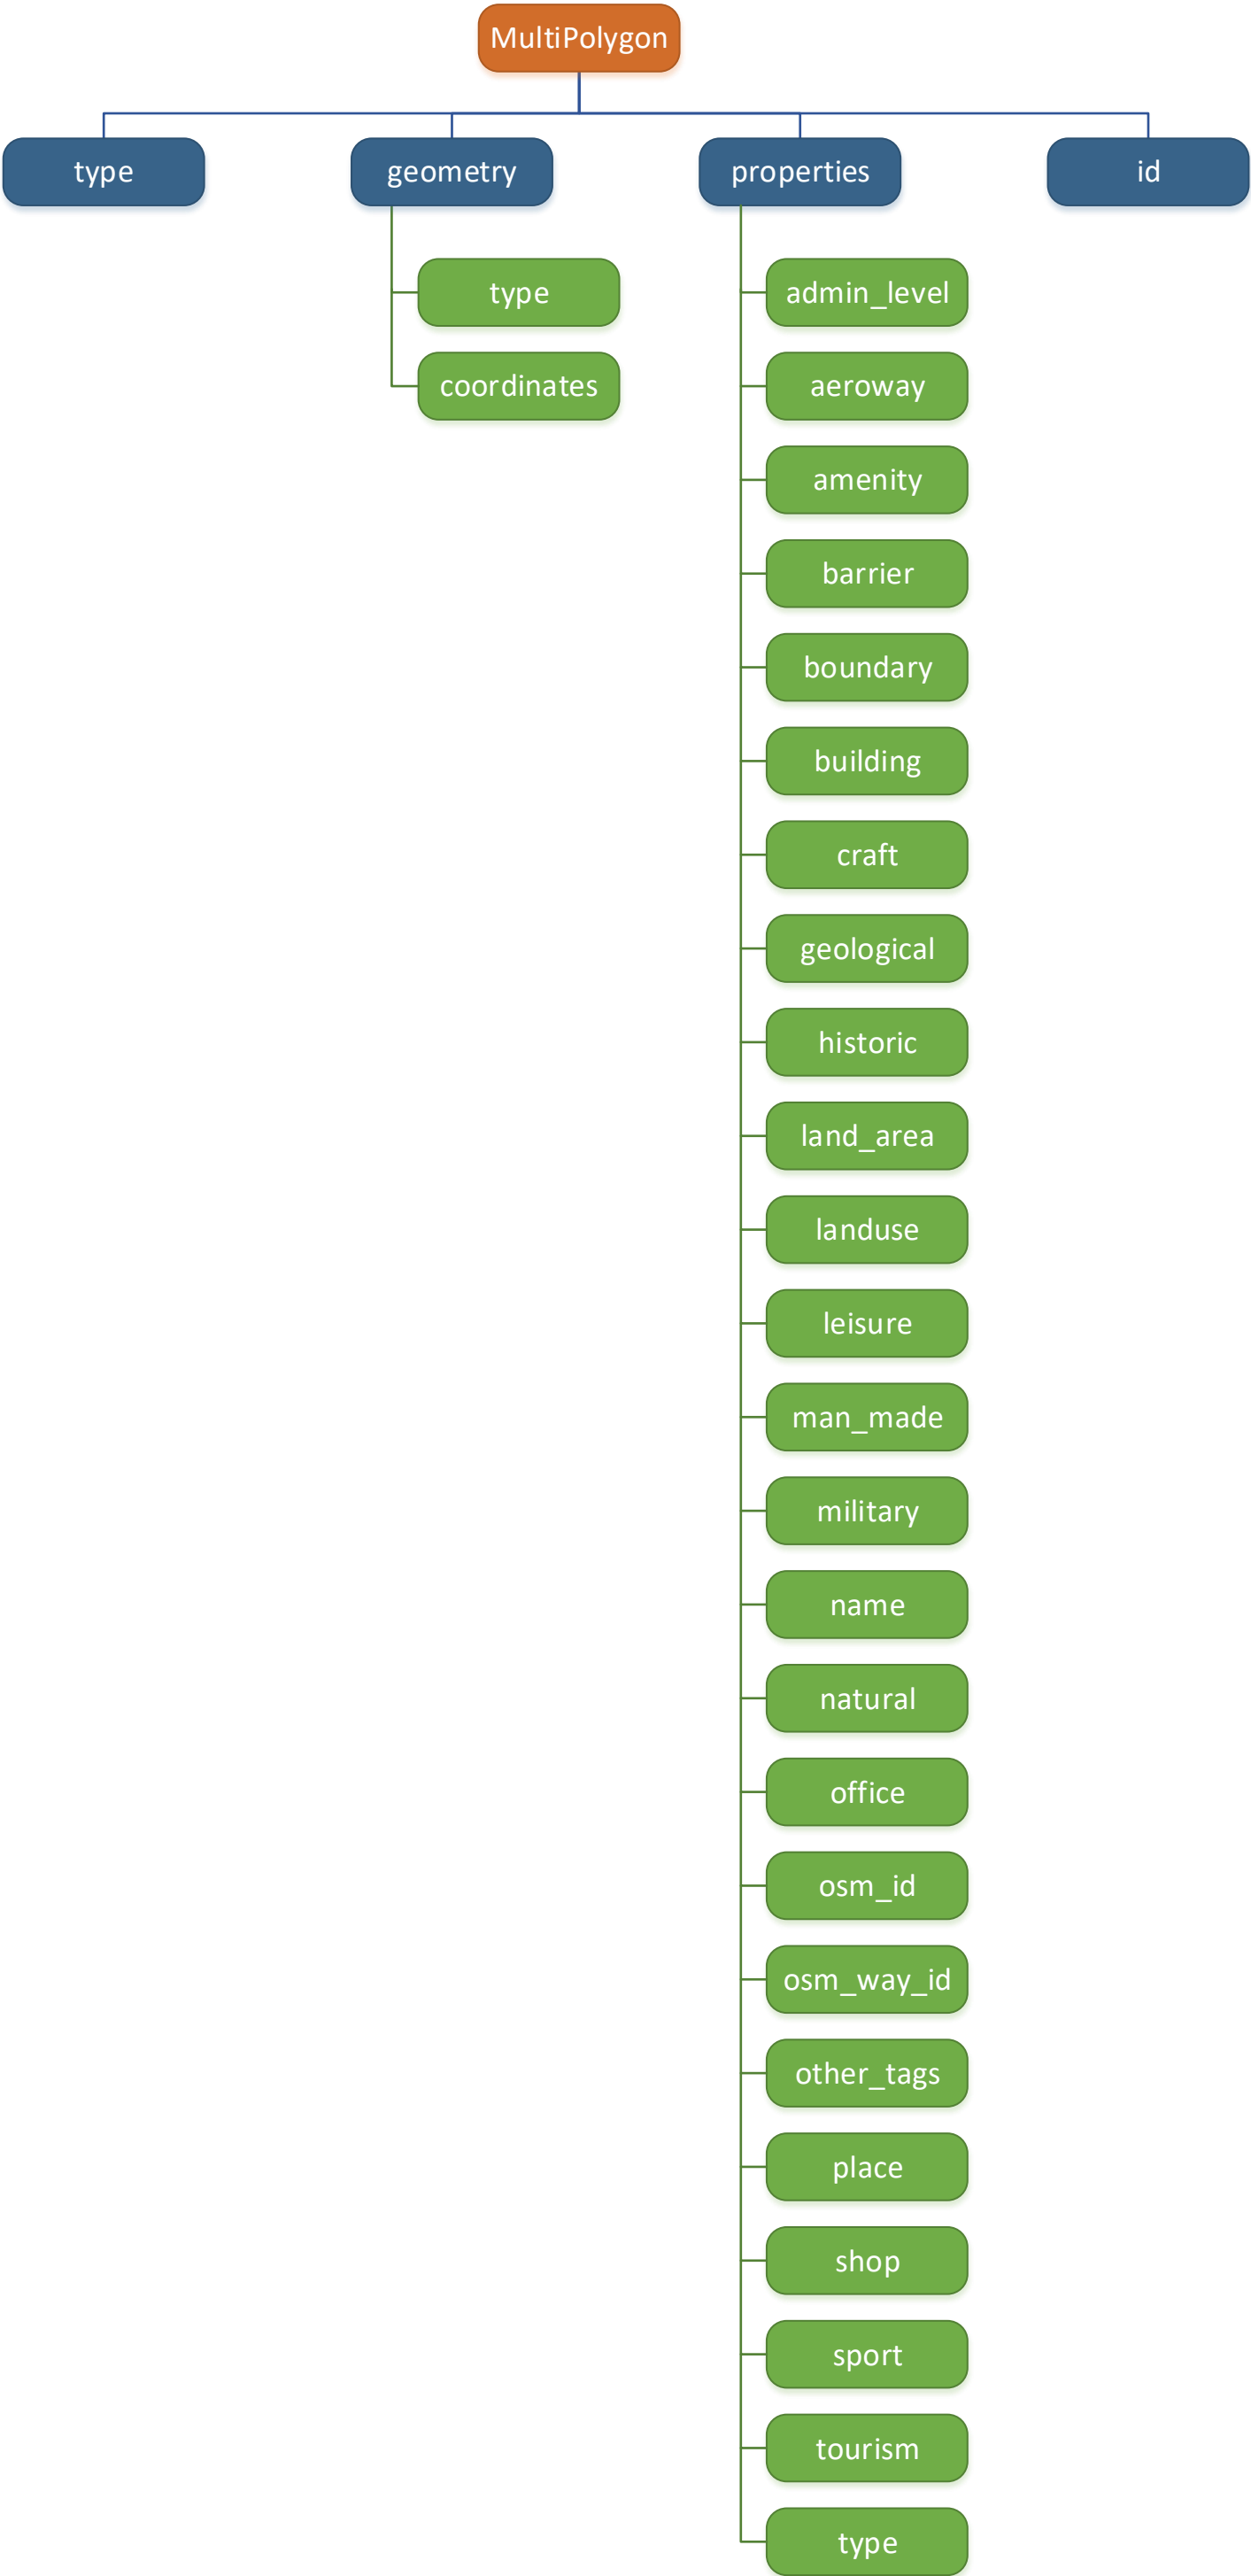 MultiPolygon
type
geometry
properties
id
type
coordinates
admin_level
aeroway
amenity
barrier
boundary
building
craft
geological
historic
land_area
landuse
leisure
man_made
military
name
natural
office
osm_id
osm_way_id
other_tags
place
shop
sport
tourism
type